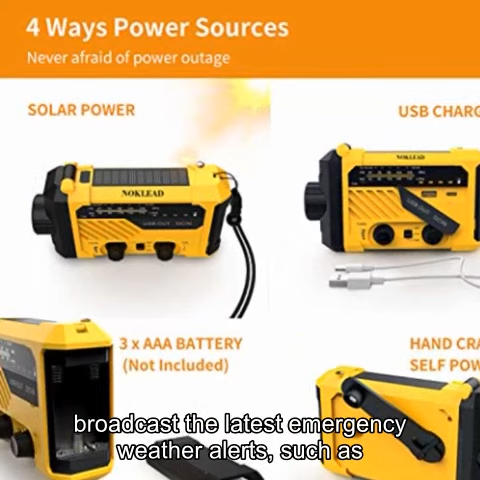 4 Ways Power Sources
Never afraid of power outage
SOLAR POWER
USB CHARG
NOKLEAD
NOKLEAD
3 x AAA BATTERY
(Not Included)
HAND CRA
SELF POW
broadcast the latest emergency
weather alerts, such as